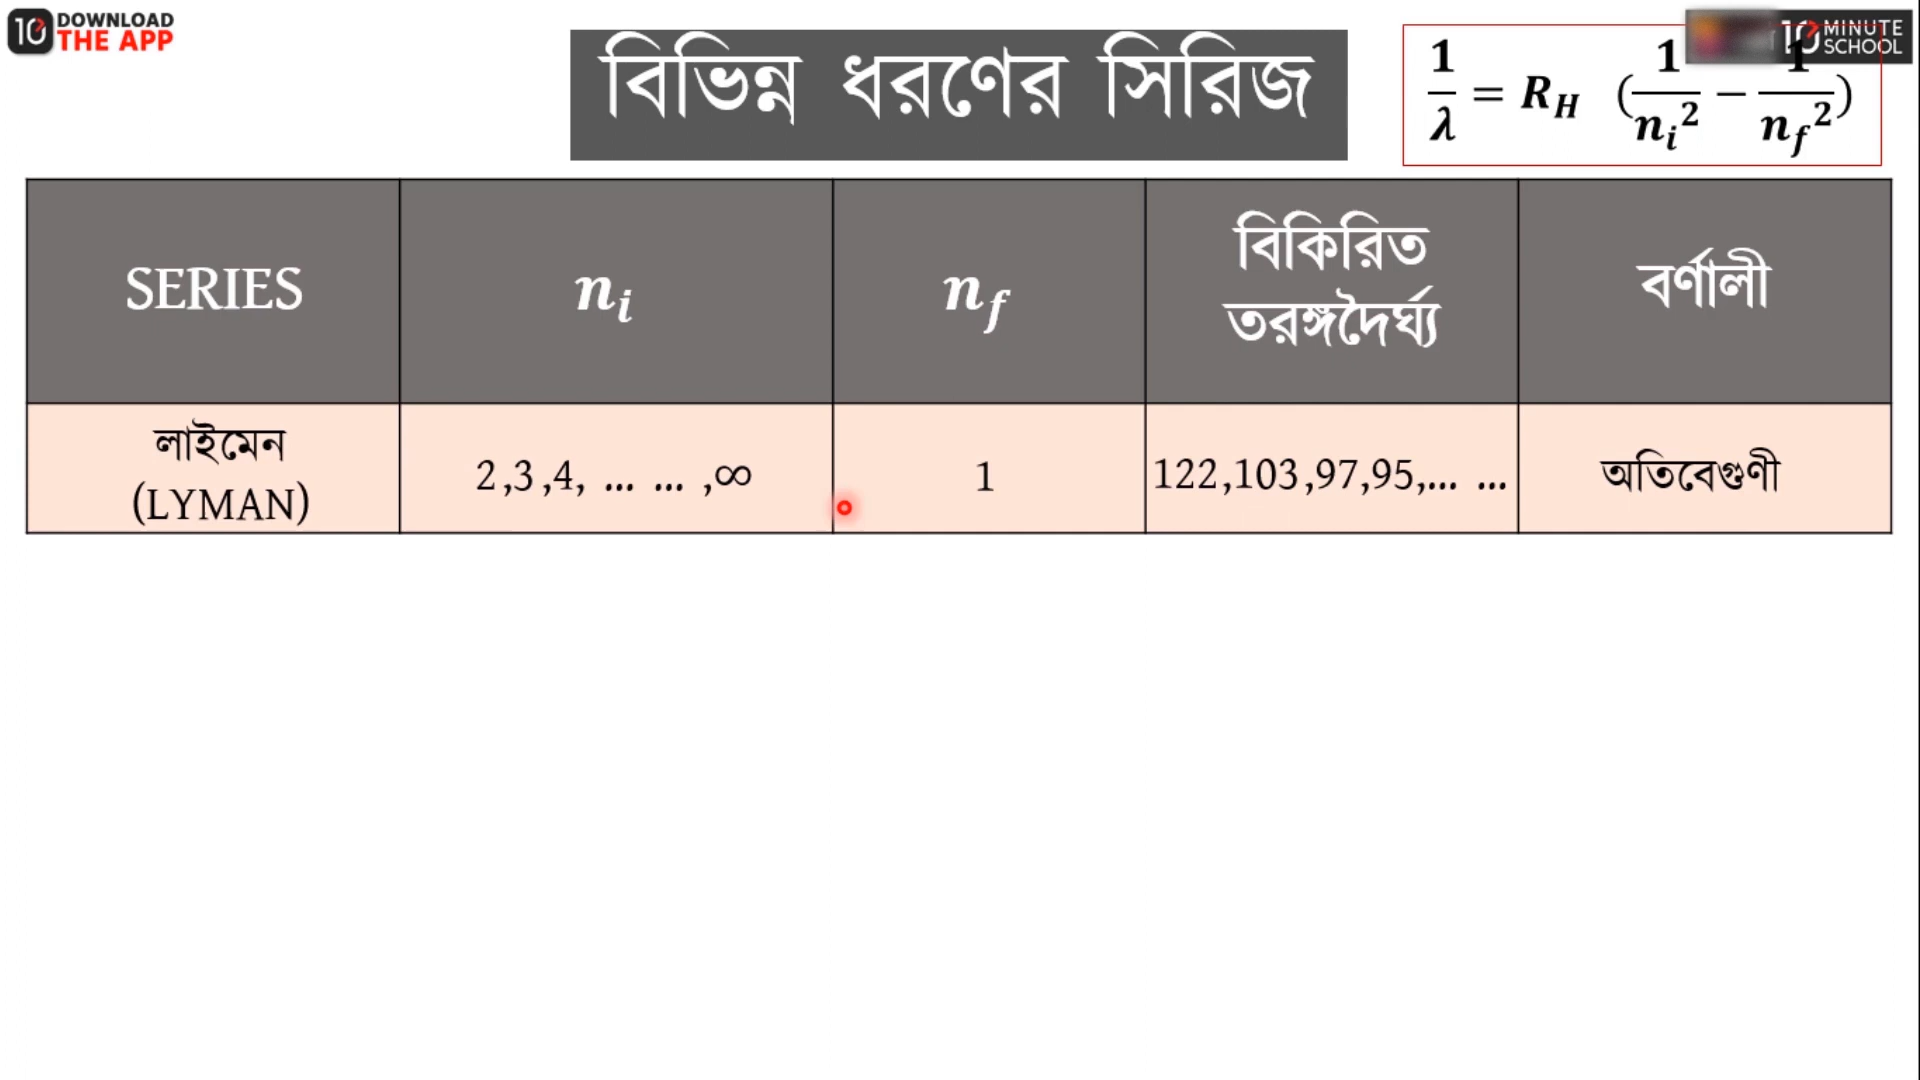 10 DOWNLOAD
THE APP
বিভিন্ন ধরণের সিরিজ
10 MINUTE
SCHOOL
1/λ = R_H (1/n_i² − 1/n_f²)
SERIES
n_i
n_f
বিকিরিত
তরঙ্গদৈর্ঘ্য
বর্ণালী
লাইমেন
(LYMAN)
2,3,4, ... ... ,∞
1
122,103,97,95,... ...
অতিবেগুণী